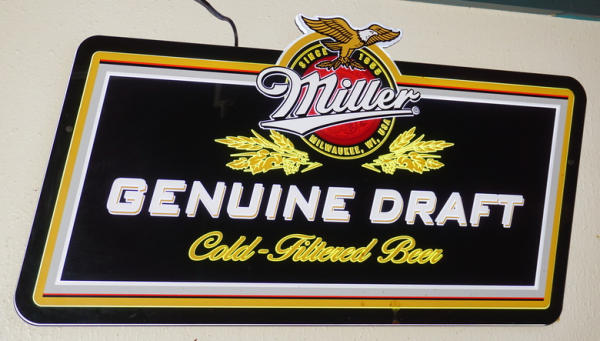 SINCE 1855
Miller
MILWAUKEE, WI, USA
GENUINE DRAFT
Cold-Filtered Beer